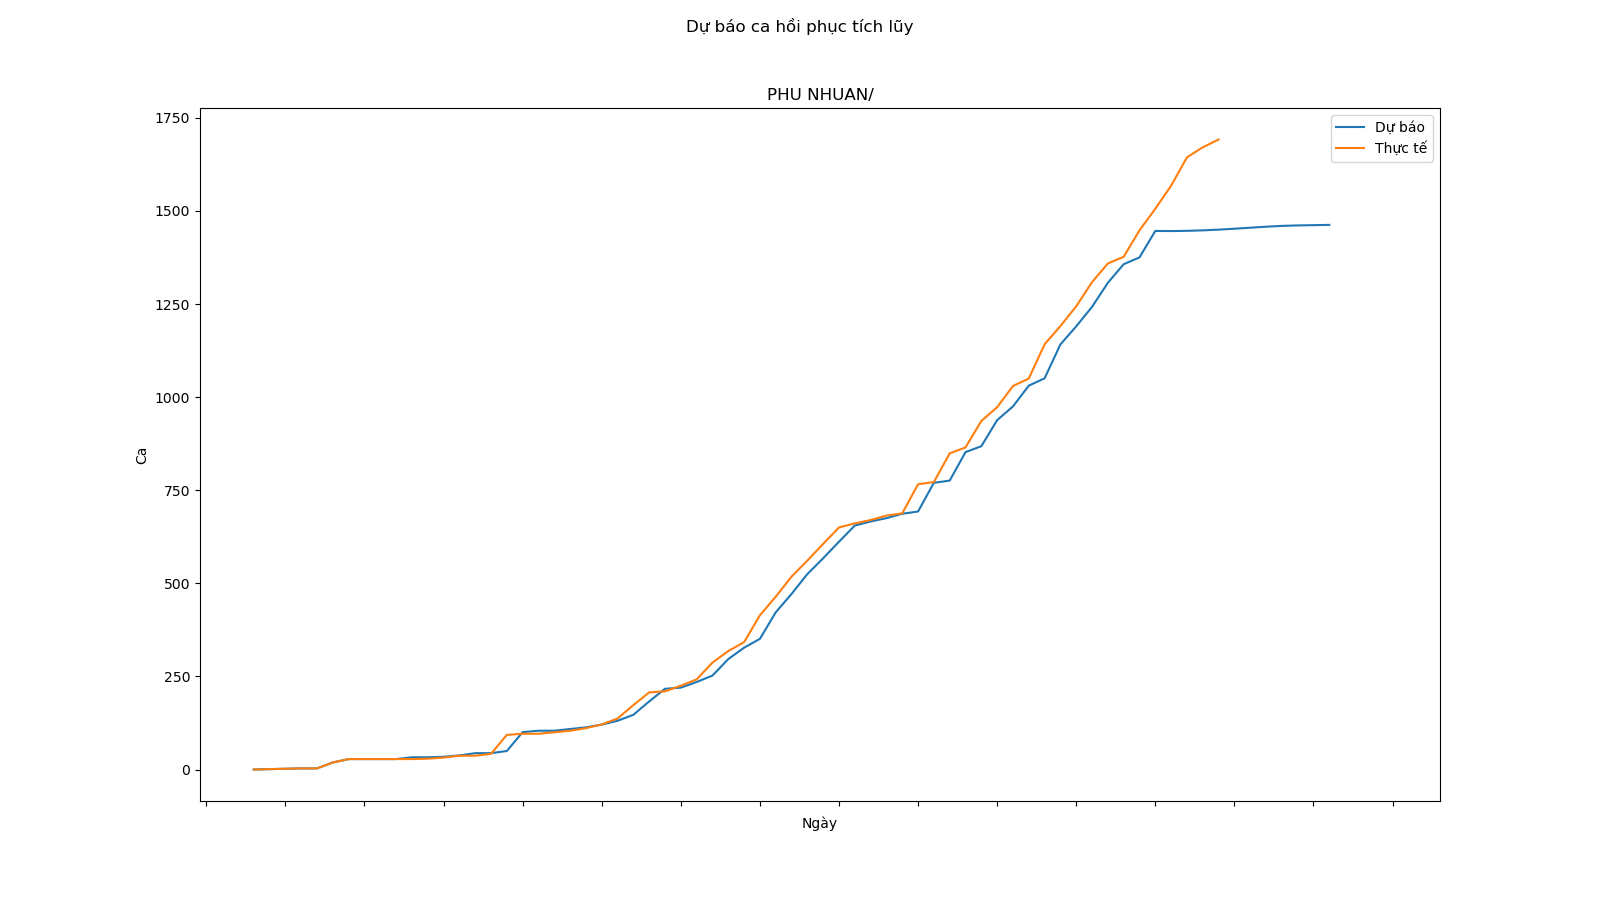 Dự báo ca hồi phục tích lũy
PHU NHUAN/
1750
1500
1250
1000
750
500
250
0
Ca
Ngày
Dự báo
Thực tế